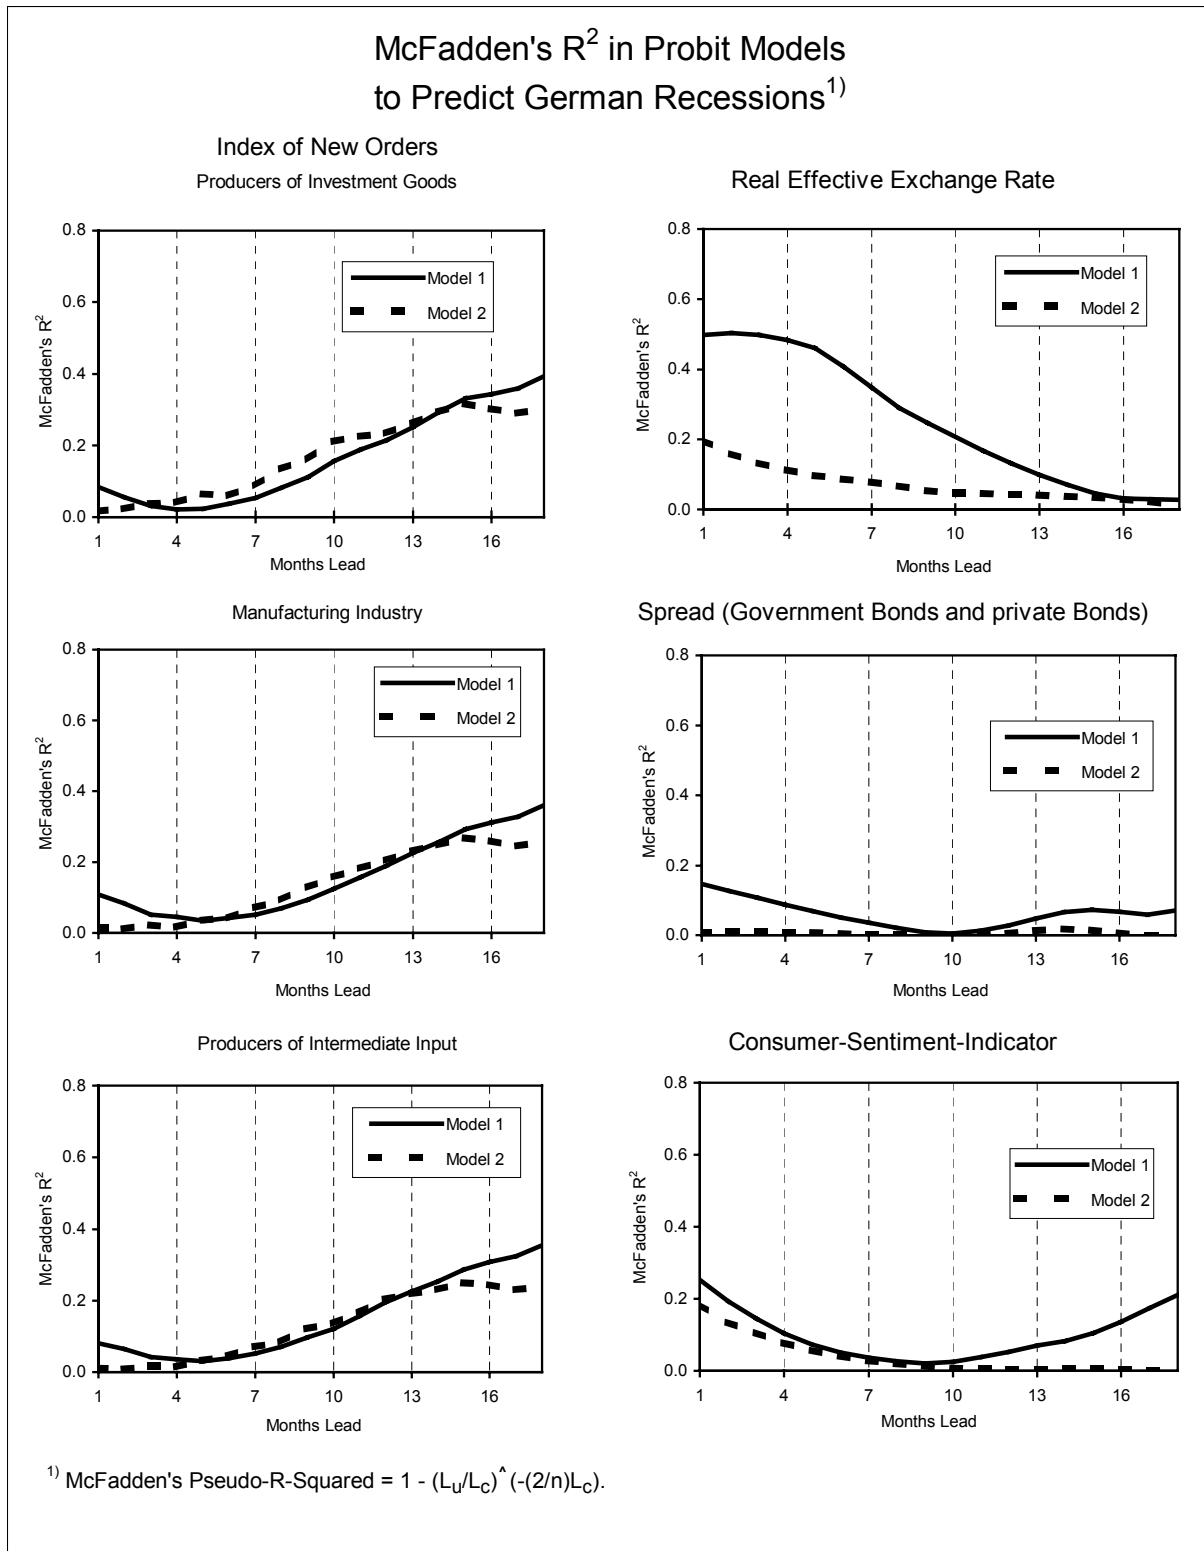 McFadden's R2 in Probit Models
to Predict German Recessions1)
Index of New Orders
Producers of Investment Goods
0.8
0.6
0.4
0.2
0.0
McFadden's R2
Model 1
Model 2
1 4 7 10 13 16
Months Lead
Real Effective Exchange Rate
0.8
0.6
0.4
0.2
0.0
McFadden's R2
Model 1
Model 2
1 4 7 10 13 16
Months Lead
Manufacturing Industry
0.8
0.6
0.4
0.2
0.0
McFadden's R2
Model 1
Model 2
1 4 7 10 13 16
Months Lead
Spread (Government Bonds and private Bonds)
0.8
0.6
0.4
0.2
0.0
McFadden's R2
Model 1
Model 2
1 4 7 10 13 16
Months Lead
Producers of Intermediate Input
0.8
0.6
0.4
0.2
0.0
McFadden's R2
Model 1
Model 2
1 4 7 10 13 16
Months Lead
Consumer-Sentiment-Indicator
0.8
0.6
0.4
0.2
0.0
McFadden's R2
Model 1
Model 2
1 4 7 10 13 16
Months Lead
1) McFadden's Pseudo-R-Squared = 1 - (Lu/Lc)^(-(2/n)Lc).